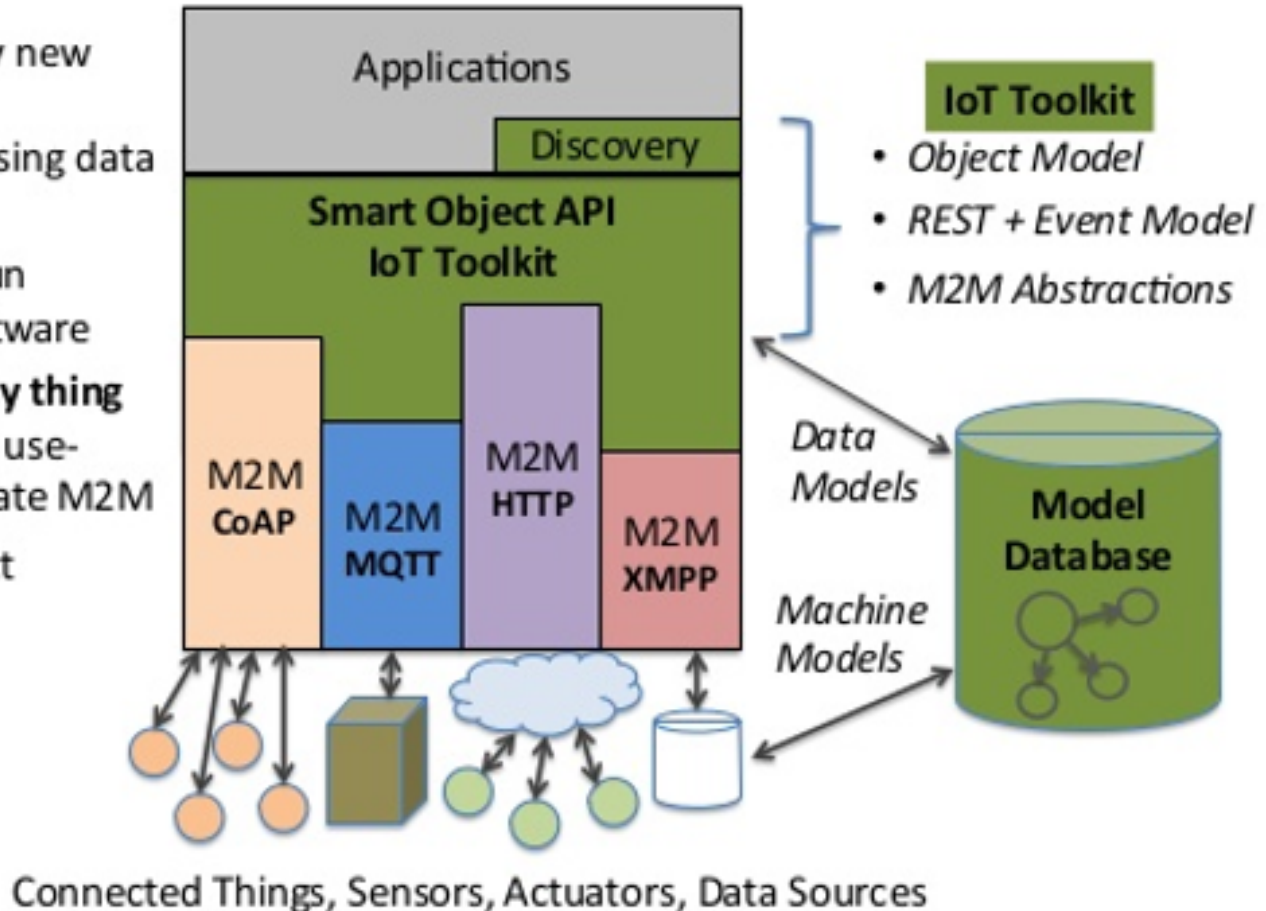 new
sing data
tware
y thing
use-
ate M2M
t
Applications
Discovery
Smart Object API
IoT Toolkit
M2M
CoAP
M2M
MQTT
M2M
HTTP
M2M
XMPP
IoT Toolkit
• Object Model
• REST + Event Model
• M2M Abstractions
Data
Models
Model
Database
Machine
Models
Connected Things, Sensors, Actuators, Data Sources